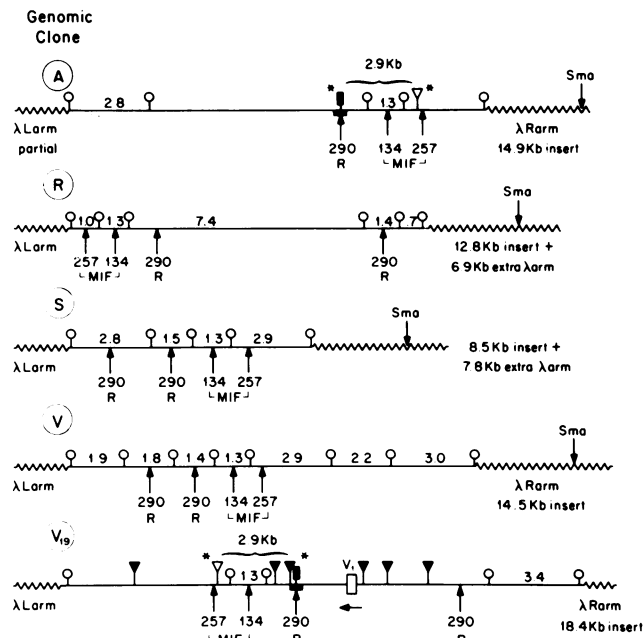 Genomic
Clone
A
2.9Kb
* *
Sma
2.8 1.3
λLarm
partial
290
R
134 257
MIF
λRarm
14.9Kb insert
R
Sma
1.0 1.3 7.4 1.4 .7
λLarm
257 134
MIF
290
R
290
R
12.8Kb insert +
6.9Kb extra λarm
S
Sma
2.8 1.5 1.3 2.9
λLarm
290
R
290
R
134 257
MIF
8.5Kb insert +
7.8Kb extra λarm
V
Sma
1.9 1.8 1.4 1.3 2.9 2.2 3.0
λLarm
290
R
290
R
134 257
MIF
λRarm
14.5Kb insert
V19
2.9Kb
* *
V1
1.3 3.4
λLarm
257 134
MIF
290
R
290
R
λRarm
18.4Kb insert